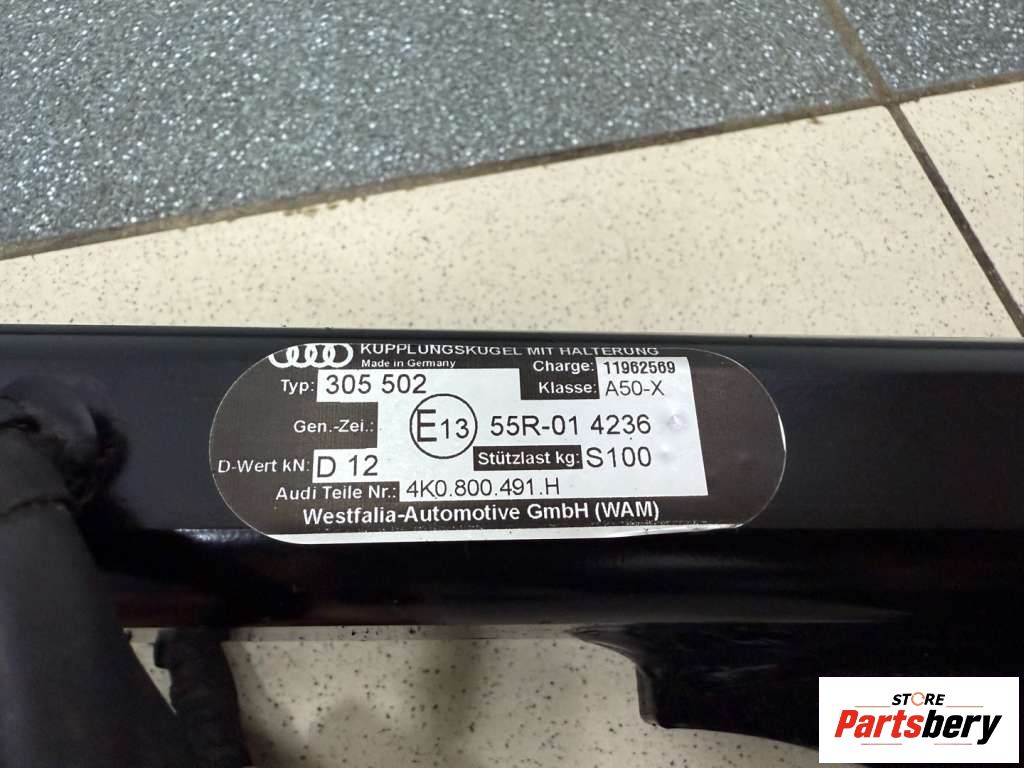 KUPPLUNGSKUGEL MIT HALTERUNG
Made in Germany
Charge: 11962569
Typ: 305 502
Klasse: A50-X
Gen.-Zei.: E13 55R-01 4236
D-Wert kN: D 12
Stützlast kg: S100
Audi Teile Nr.: 4K0.800.491.H
Westfalia-Automotive GmbH (WAM)
STORE
Partsbery